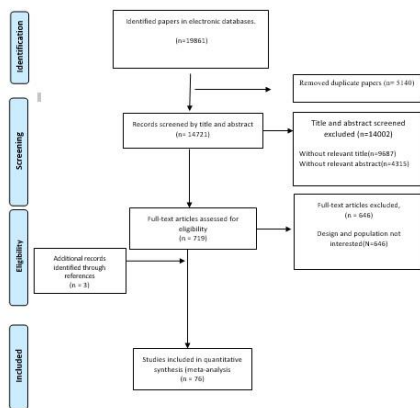 Identification
Identified papers in electronic databases.
(n=19861)
Removed duplicate papers (n= 5140)
Screening
Records screened by title and abstract
(n= 14721)
Title and abstract screened
excluded (n=14002)
Without relevant title(n=9687)
Without relevant abstract(n=4315)
Eligibility
Full-text articles assessed for
eligibility
(n = 719)
Full-text articles excluded,
(n = 646)
Design and population net
interested(N=646)
Additional records
identified through
references
(n = 3)
Included
Studies included in quantitative
synthesis (meta-analysis
(n = 76)